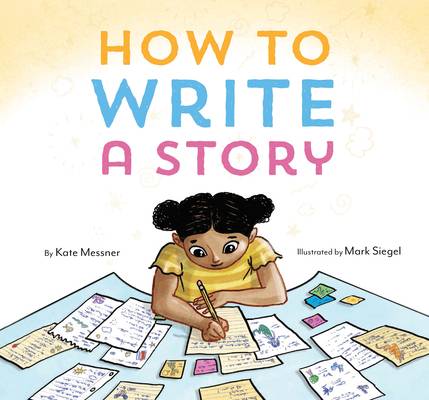 HOW TO
WRITE
A STORY
By Kate Messner
Illustrated by Mark Siegel